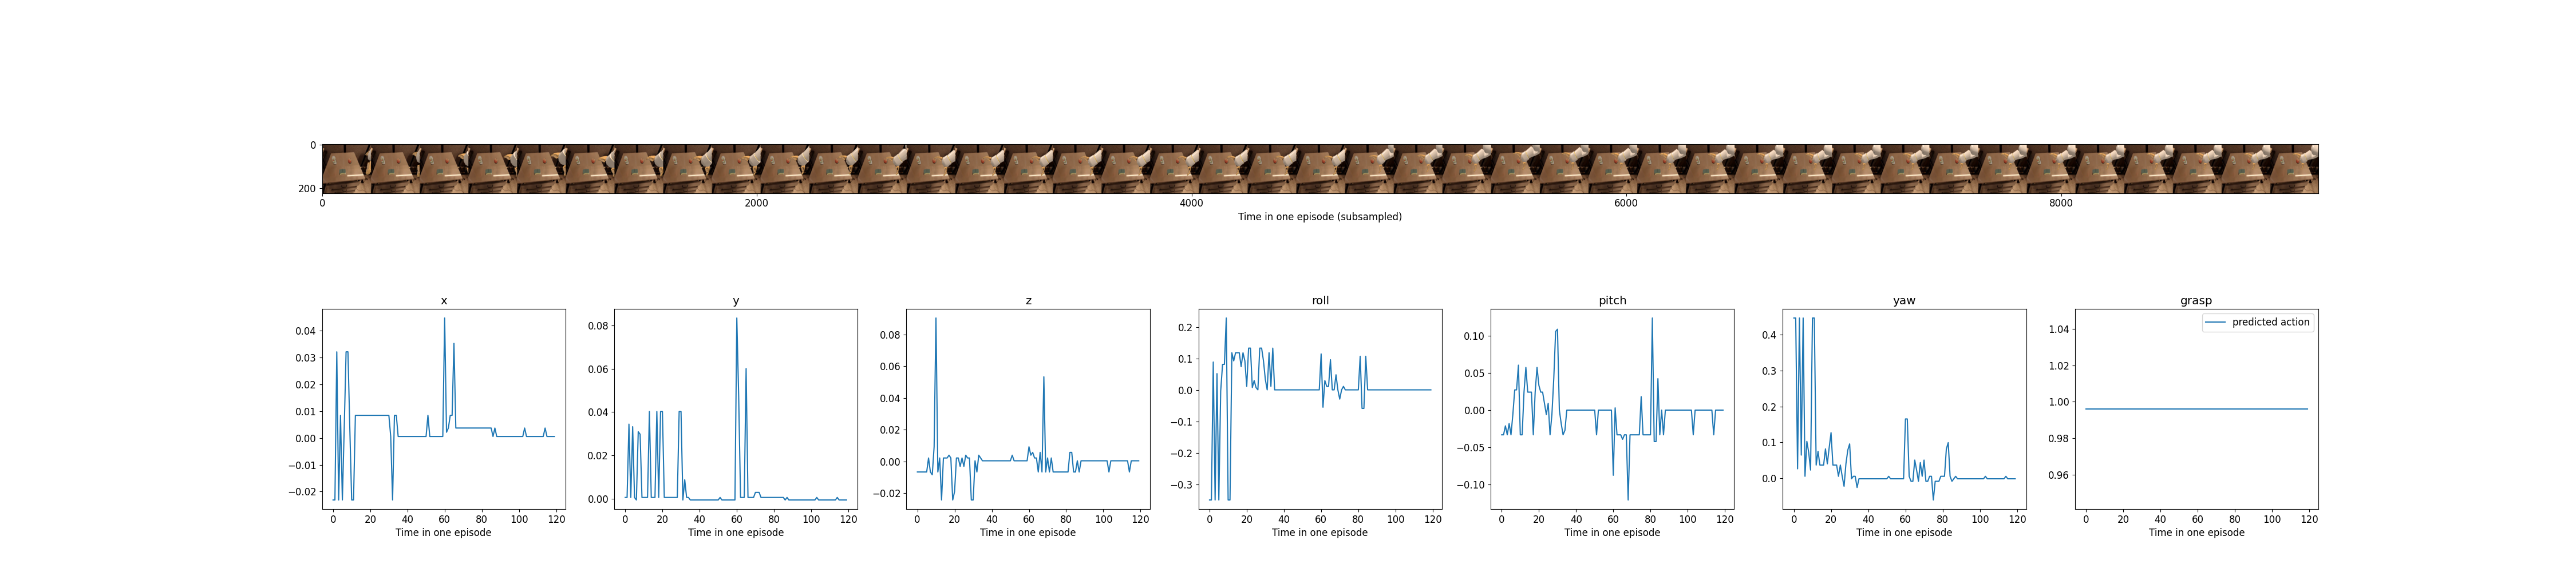 0
200
0 2000 4000 6000 8000
Time in one episode (subsampled)
x
0.04
0.03
0.02
0.01
0.00
−0.01
−0.02
0 20 40 60 80 100 120
Time in one episode
y
0.08
0.06
0.04
0.02
0.00
0 20 40 60 80 100 120
Time in one episode
z
0.08
0.06
0.04
0.02
0.00
−0.02
0 20 40 60 80 100 120
Time in one episode
roll
0.2
0.1
0.0
−0.1
−0.2
−0.3
0 20 40 60 80 100 120
Time in one episode
pitch
0.10
0.05
0.00
−0.05
−0.10
0 20 40 60 80 100 120
Time in one episode
yaw
0.4
0.3
0.2
0.1
0.0
0 20 40 60 80 100 120
Time in one episode
grasp
predicted action
1.04
1.02
1.00
0.98
0.96
0 20 40 60 80 100 120
Time in one episode